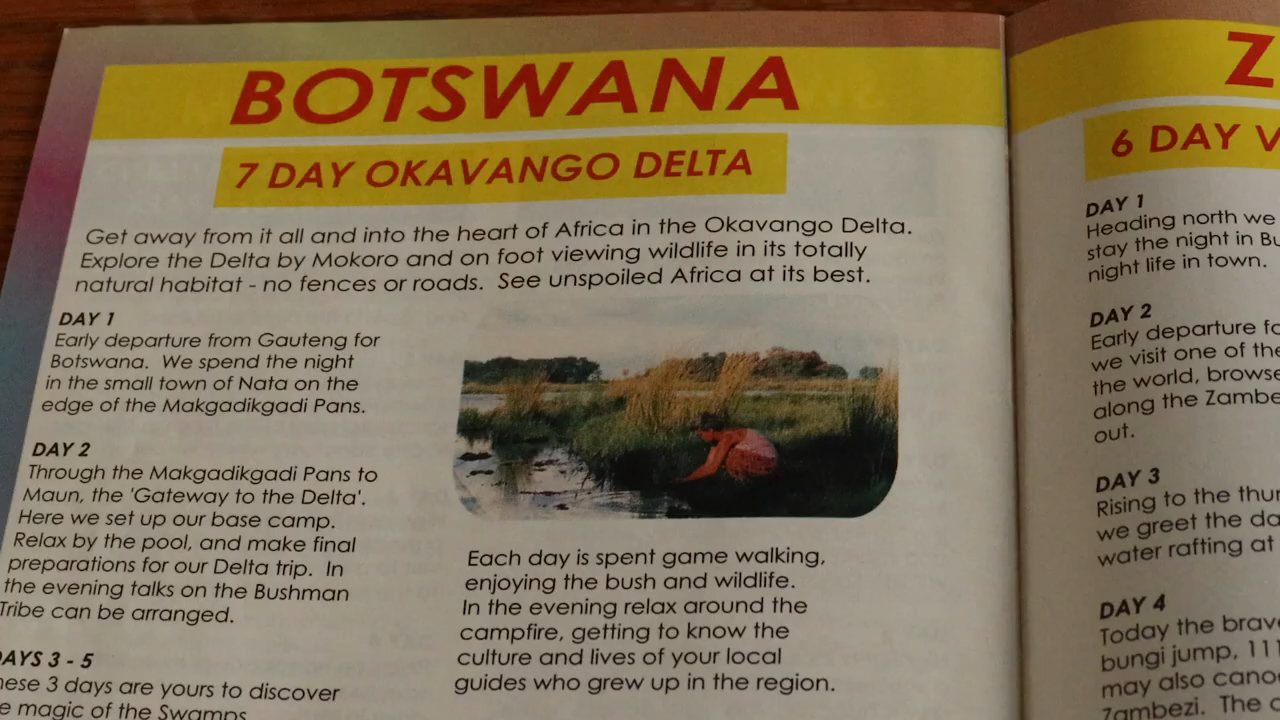 BOTSWANA
7 DAY OKAVANGO DELTA
Get away from it all and into the heart of Africa in the Okavango Delta.
Explore the Delta by Mokoro and on foot viewing wildlife in its totally
natural habitat - no fences or roads. See unspoiled Africa at its best.
DAY 1
Early departure from Gauteng for
Botswana. We spend the night
in the small town of Nata on the
edge of the Makgadikgadi Pans.
DAY 2
Through the Makgadikgadi Pans to
Maun, the 'Gateway to the Delta'.
Here we set up our base camp.
Relax by the pool, and make final
preparations for our Delta trip. In
the evening talks on the Bushman
Tribe can be arranged.
DAYS 3 - 5
These 3 days are yours to discover
magic of the Swamps
Each day is spent game walking,
enjoying the bush and wildlife.
In the evening relax around the
campfire, getting to know the
culture and lives of your local
guides who grew up in the region.
Z
6 DAY V
DAY 1
Heading north we
stay the night in
night life in town.
DAY 2
Early departure
we visit one of the
the world,
along the
out.
DAY 3
Rising to the
we greet the
water rafting at
DAY 4
Today the
bungi jump, 111
may also
Zambezi. The